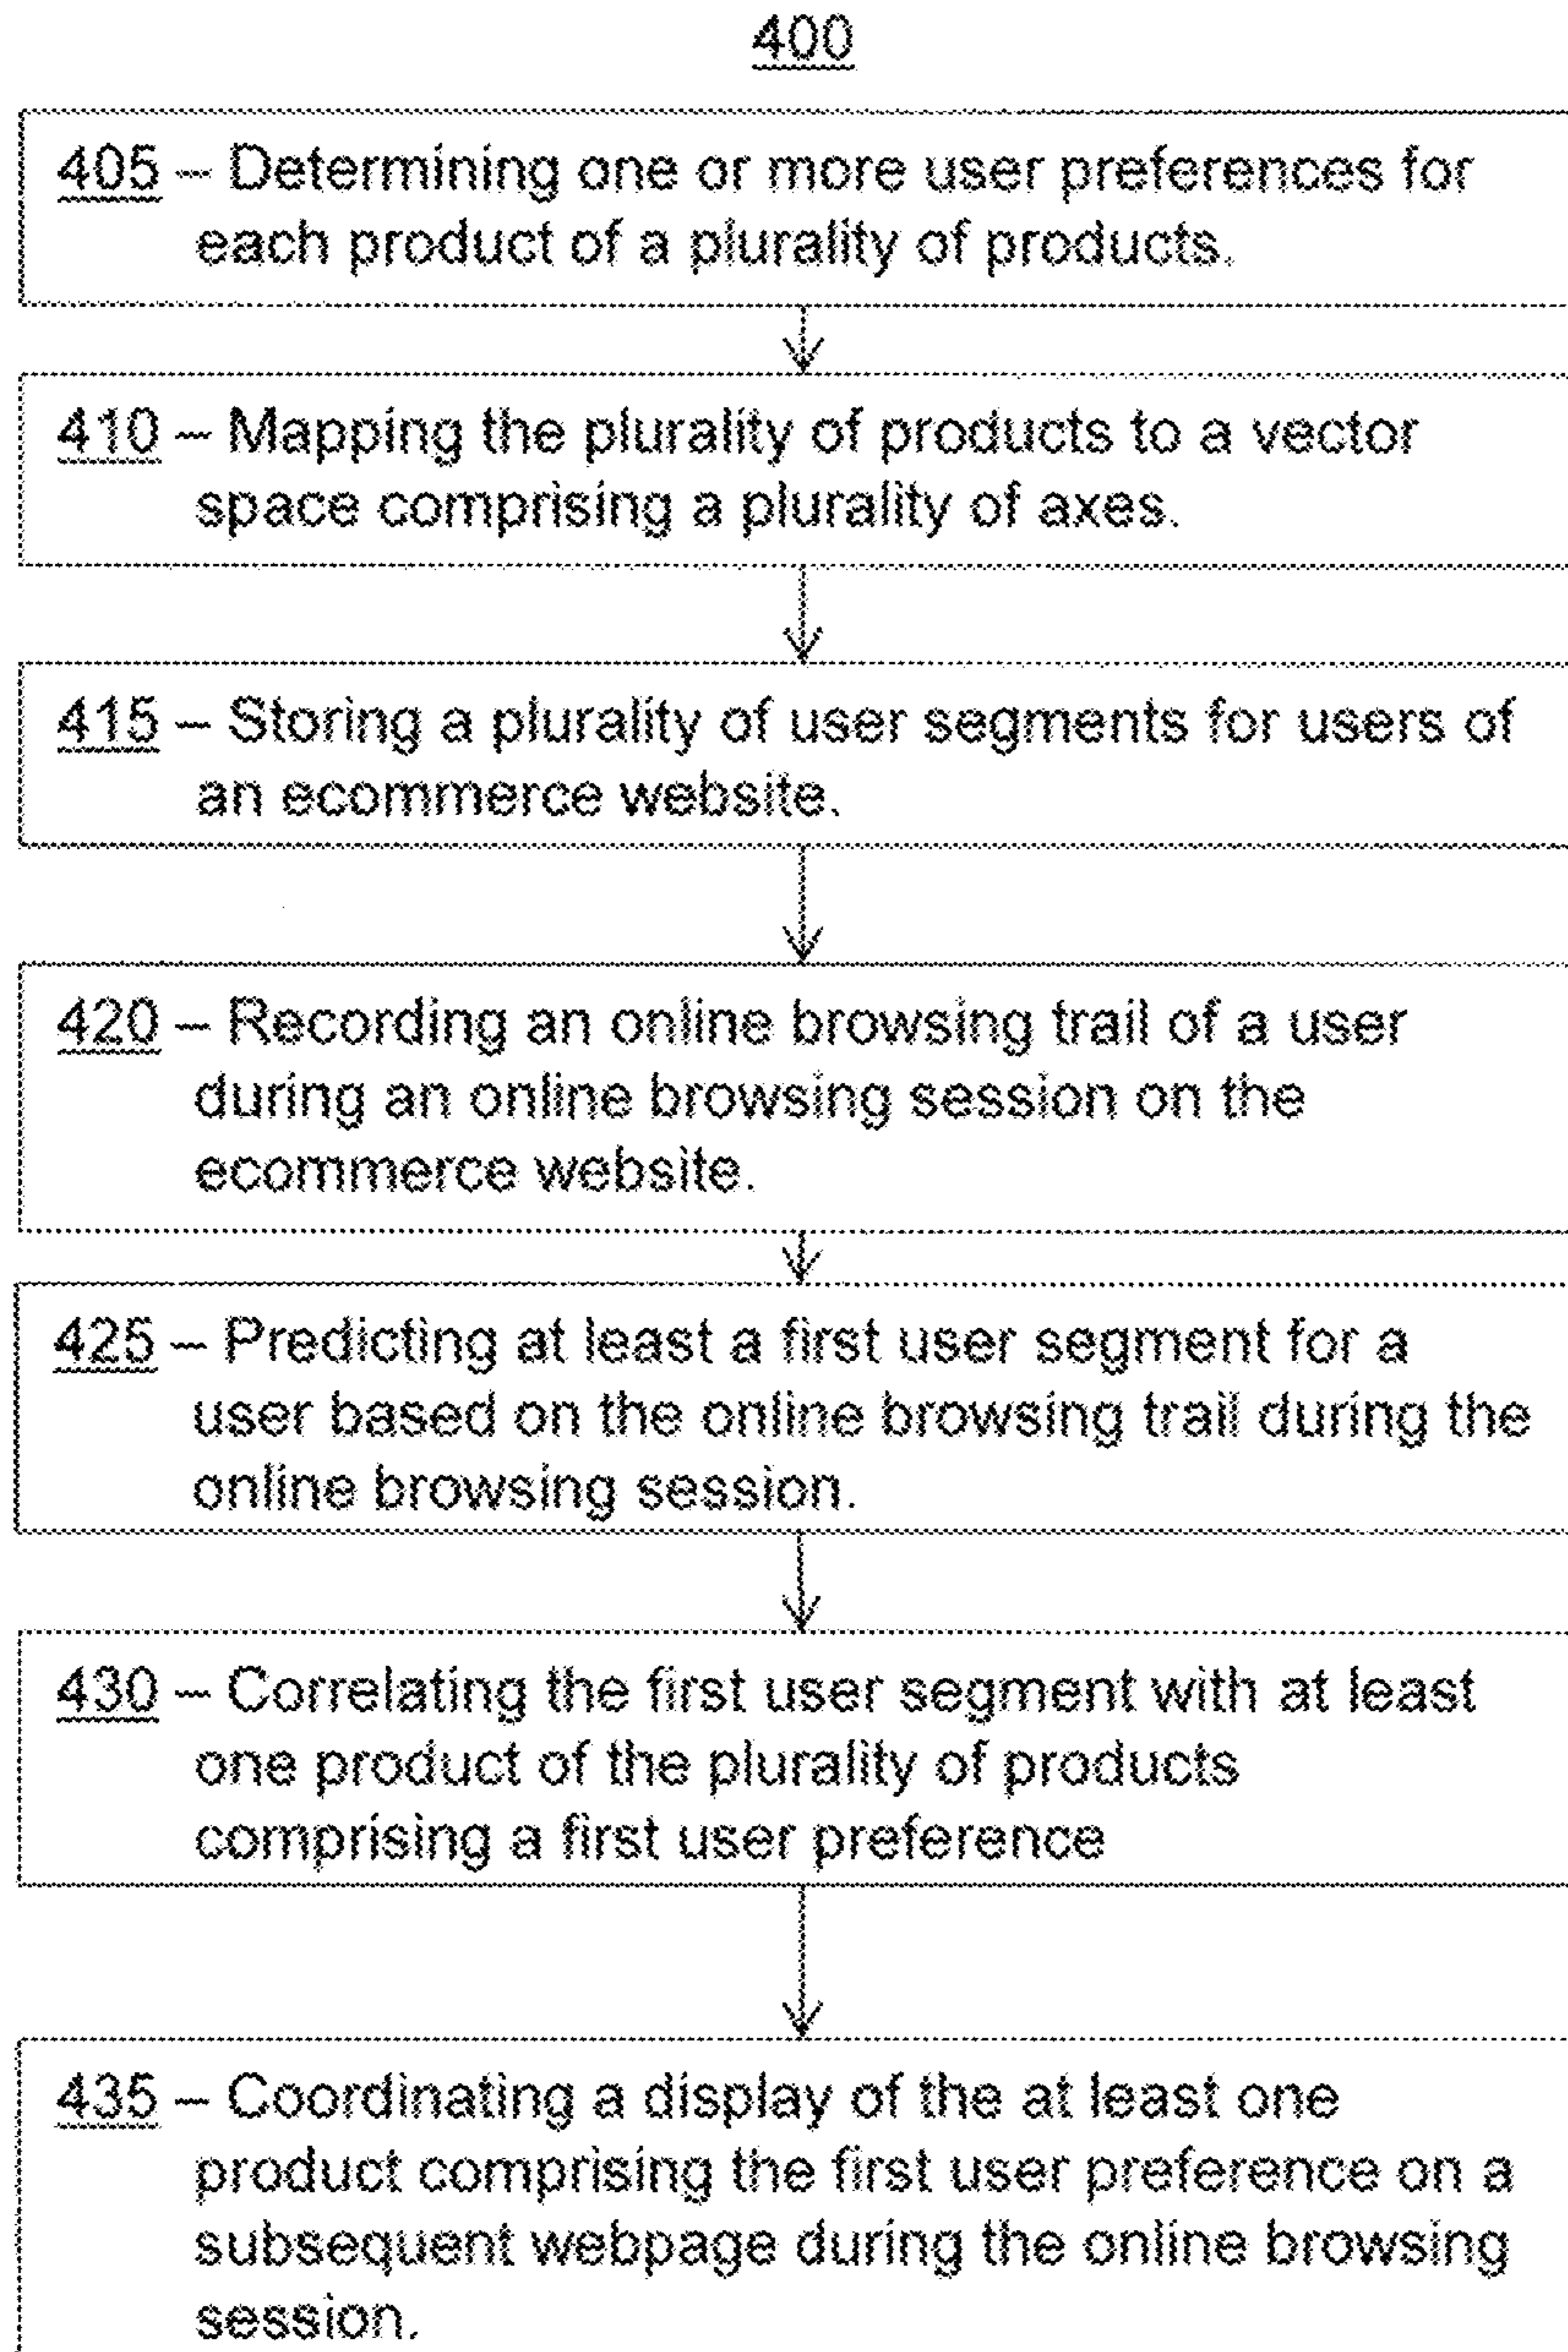 400
405 – Determining one or more user preferences for
each product of a plurality of products.
410 – Mapping the plurality of products to a vector
space comprising a plurality of axes.
415 – Storing a plurality of user segments for users of
an ecommerce website.
420 – Recording an online browsing trail of a user
during an online browsing session on the
ecommerce website.
425 – Predicting at least a first user segment for a
user based on the online browsing trail during the
online browsing session.
430 – Correlating the first user segment with at least
one product of the plurality of products
comprising a first user preference
435 – Coordinating a display of the at least one
product comprising the first user preference on a
subsequent webpage during the online browsing
session.